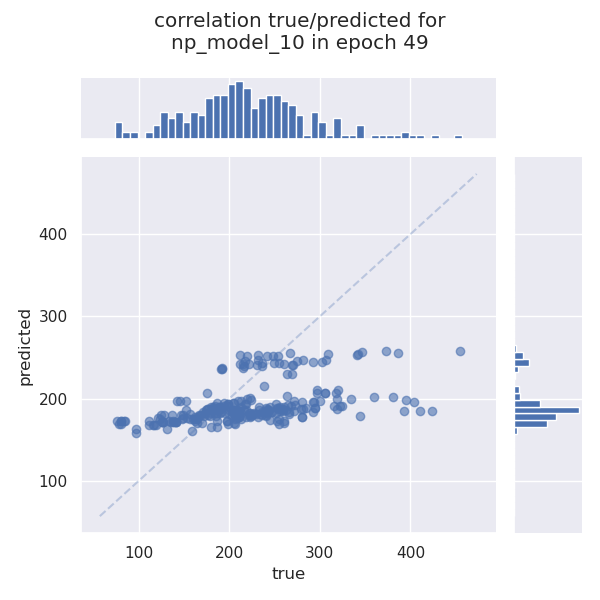 correlation true/predicted for
np_model_10 in epoch 49
400
300
200
100
predicted
100 200 300 400
true